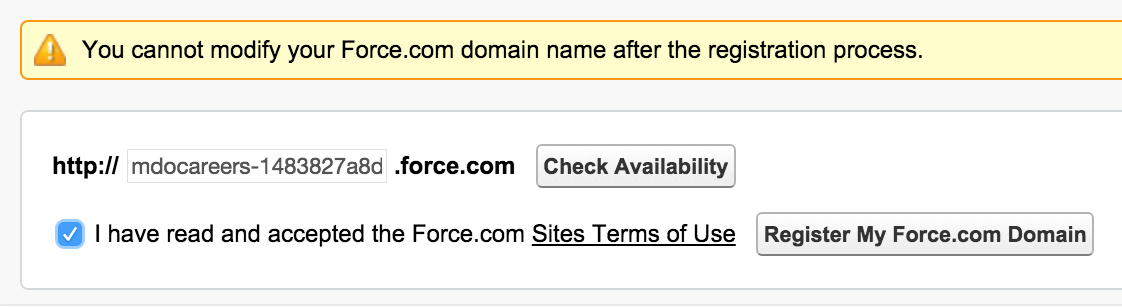 You cannot modify your Force.com domain name after the registration process.
http:// mdocareers-1483827a8d .force.com Check Availability
I have read and accepted the Force.com Sites Terms of Use Register My Force.com Domain